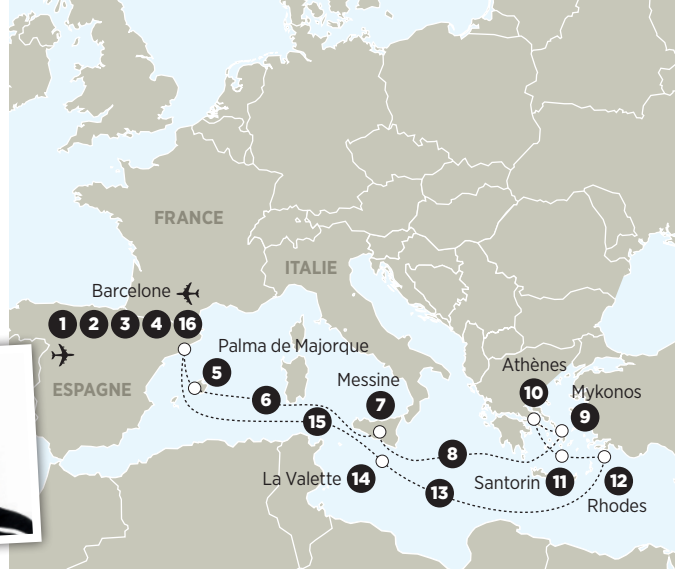 FRANCE
ITALIE
Barcelone
1 2 3 4 16
Palma de Majorque
ESPAGNE
5
6
Messine
7
15
8
Athènes
10
Mykonos
9
La Valette 14
13
Santorin 11
12
Rhodes